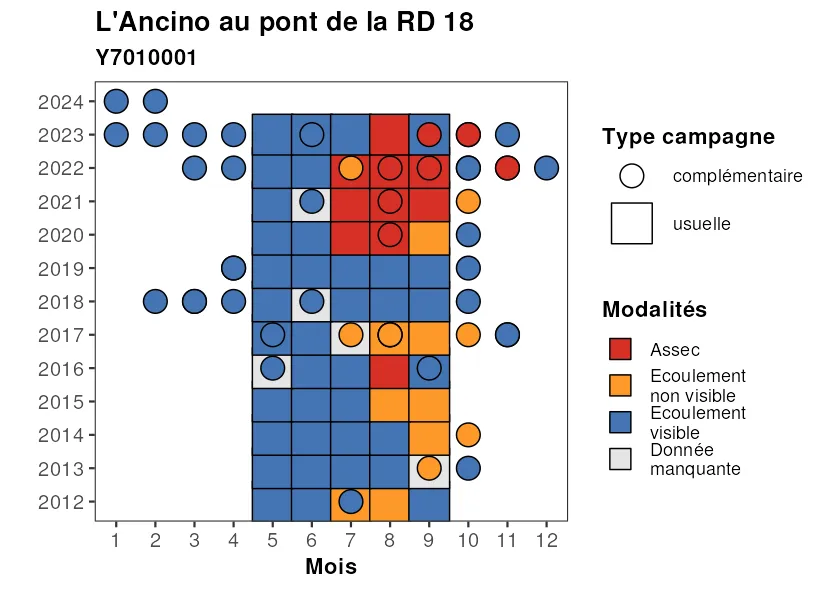 L'Ancino au pont de la RD 18
Y7010001
2024
2023
2022
2021
2020
2019
2018
2017
2016
2015
2014
2013
2012
1 2 3 4 5 6 7 8 9 10 11 12
Mois
Type campagne
complémentaire
usuelle
Modalités
Assec
Ecoulement
non visible
Ecoulement
visible
Donnée
manquante